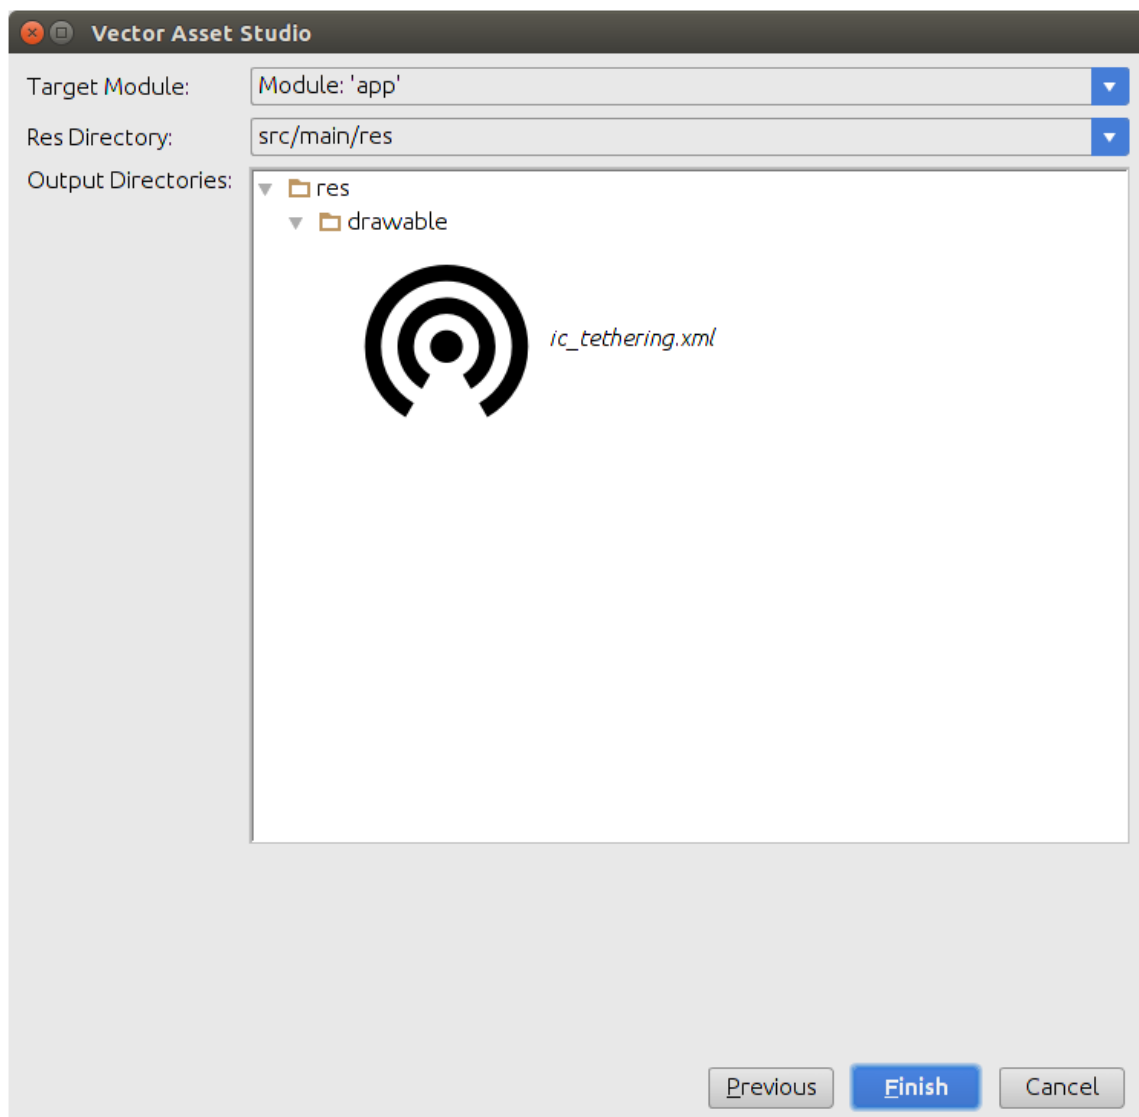 Vector Asset Studio
Target Module: Module: 'app'
Res Directory: src/main/res
Output Directories:
res
drawable
ic_tethering.xml
Previous Finish Cancel